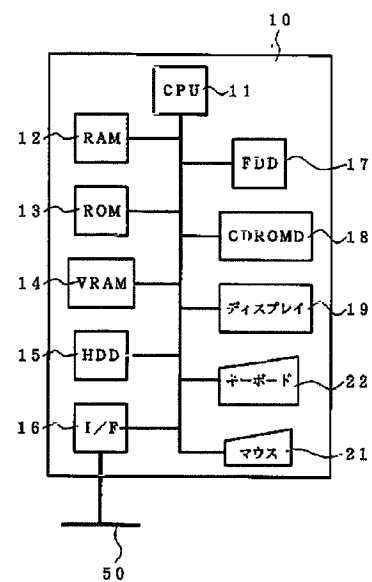 10
CPU 11
12 RAM
FDD 17
13 ROM
CDROMD 18
14 VRAM
ディスプレイ 19
15 HDD
キーボード 22
16 I/F
マウス 21
50